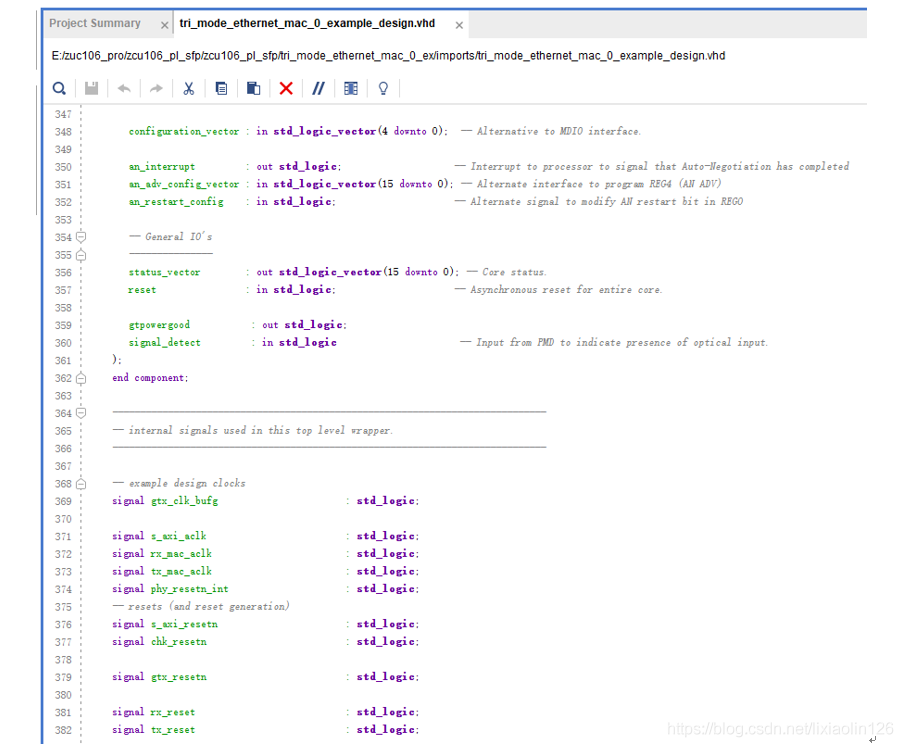 Project Summary × tri_mode_ethernet_mac_0_example_design.vhd ×
E:/zuc106_pro/zcu106_pl_sfp/zcu106_pl_sfp/tri_mode_ethernet_mac_0_ex/imports/tri_mode_ethernet_mac_0_example_design.vhd
347
348 configuration_vector : in std_logic_vector(4 downto 0); -- Alternative to MDIO interface.
349
350 an_interrupt : out std_logic; -- Interrupt to processor to signal that Auto-Negotiation has completed
351 an_adv_config_vector : in std_logic_vector(15 downto 0); -- Alternate interface to program REG4 (AN ADV)
352 an_restart_config : in std_logic; -- Alternate signal to modify AN restart bit in REG0
353
354 -- General IO's
355 ---------------
356 status_vector : out std_logic_vector(15 downto 0); -- Core status.
357 reset : in std_logic; -- Asynchronous reset for entire core.
358
359 gtpowergood : out std_logic;
360 signal_detect : in std_logic -- Input from PMD to indicate presence of optical input.
361 );
362 end component;
363
364 ------------------------------------------------------------------------------
365 -- internal signals used in this top level wrapper.
366 ------------------------------------------------------------------------------
367
368 -- example design clocks
369 signal gtx_clk_bufg : std_logic;
370
371 signal s_axi_aclk : std_logic;
372 signal rx_mac_aclk : std_logic;
373 signal tx_mac_aclk : std_logic;
374 signal phy_resetn_int : std_logic;
375 -- resets (and reset generation)
376 signal s_axi_resetn : std_logic;
377 signal chk_resetn : std_logic;
378
379 signal gtx_resetn : std_logic;
380
381 signal rx_reset : std_logic;
382 signal tx_reset : std_logic;
https://blog.csdn.net/lixiaolin126